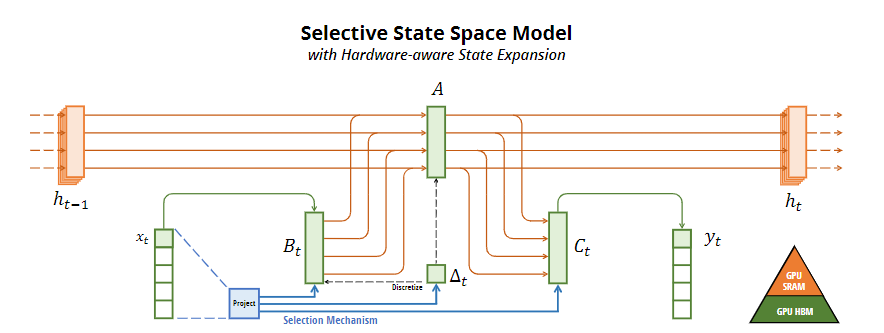 Selective State Space Model
with Hardware-aware State Expansion
A
h_{t-1}
h_t
x_t
B_t
C_t
y_t
Δ_t
Discretize
Project
Selection Mechanism
GPU
SRAM
GPU HBM